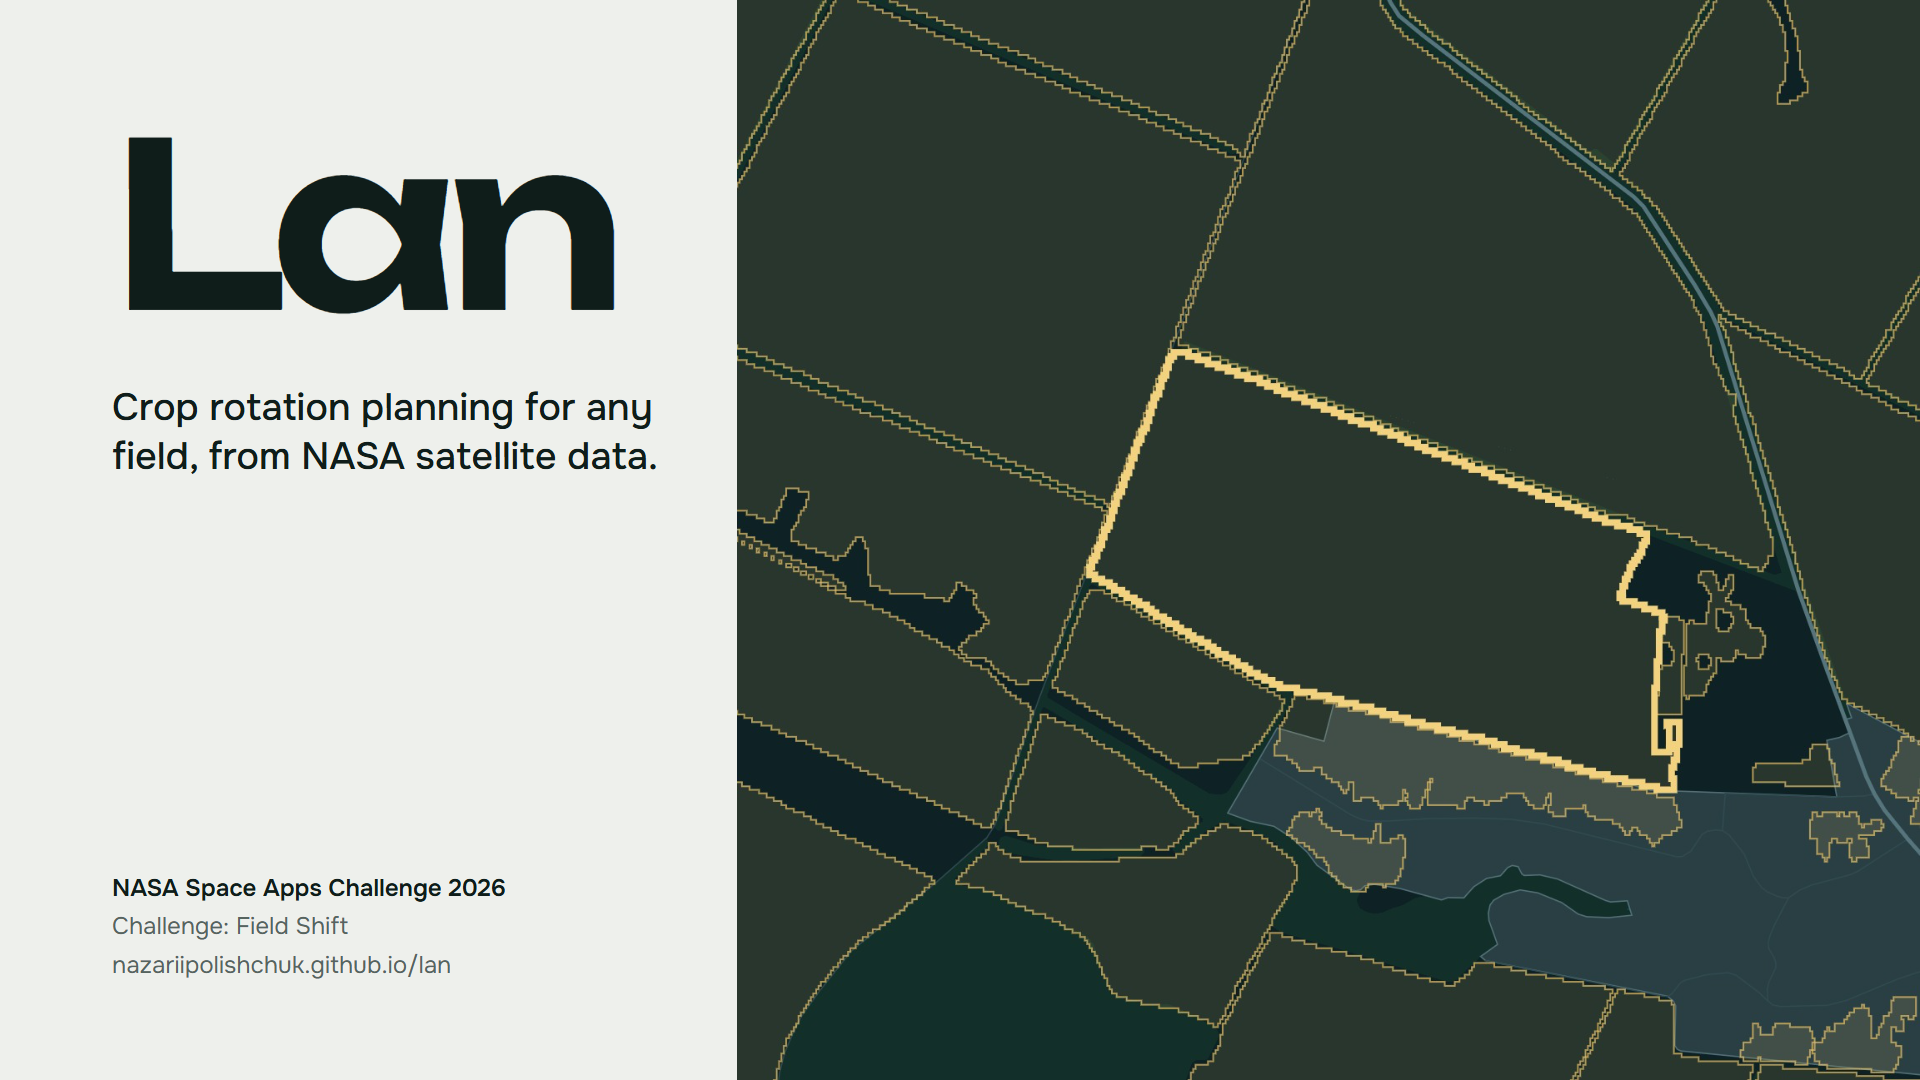 Lan
Crop rotation planning for any
field, from NASA satellite data.
NASA Space Apps Challenge 2026
Challenge: Field Shift
nazariipolishchuk.github.io/lan